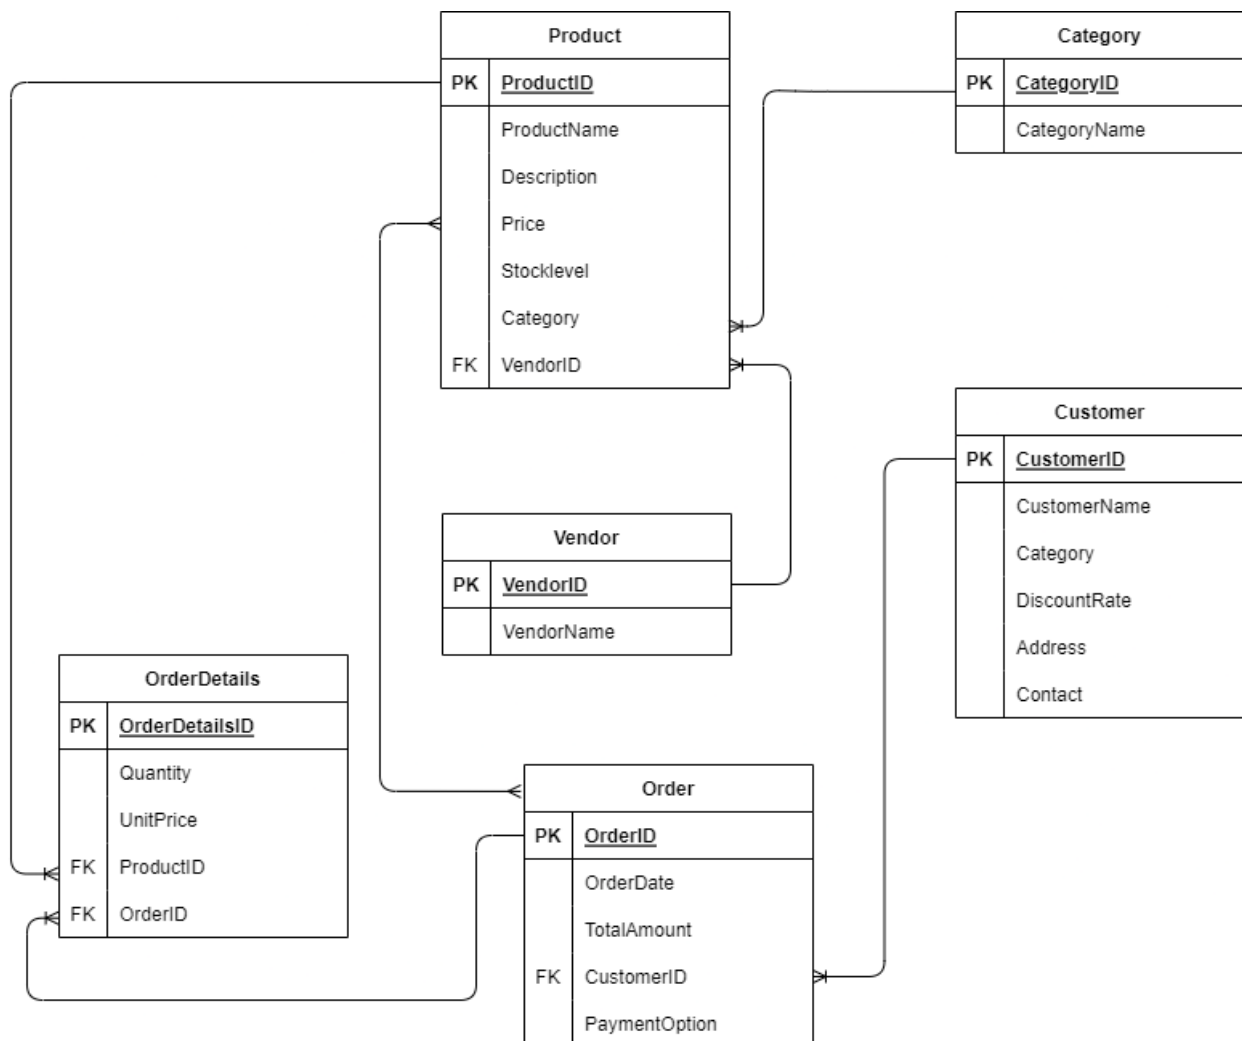 Product
PK ProductID
ProductName
Description
Price
Stocklevel
Category
FK VendorID
Category
PK CategoryID
CategoryName
Customer
PK CustomerID
CustomerName
Category
DiscountRate
Address
Contact
Vendor
PK VendorID
VendorName
OrderDetails
PK OrderDetailsID
Quantity
UnitPrice
FK ProductID
FK OrderID
Order
PK OrderID
OrderDate
TotalAmount
FK CustomerID
PaymentOption